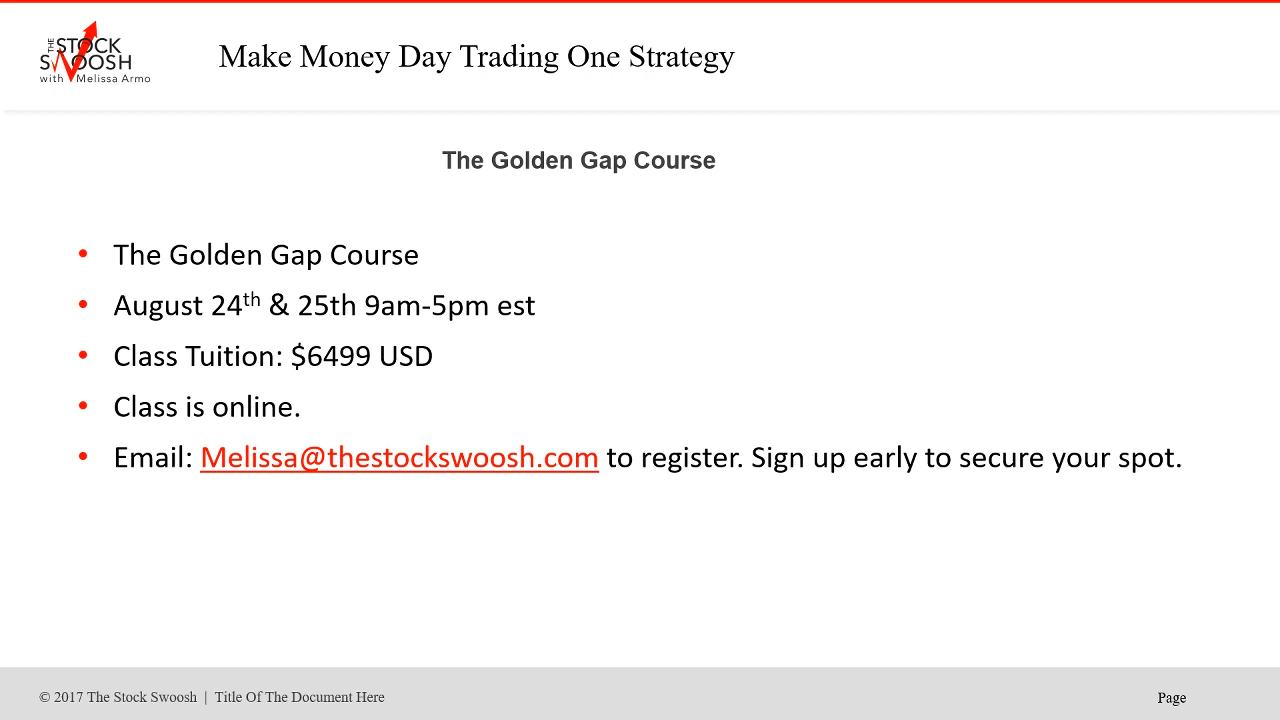 THE STOCK
SWOOSH
with Melissa Armo
Make Money Day Trading One Strategy
The Golden Gap Course
• The Golden Gap Course
• August 24th & 25th 9am-5pm est
• Class Tuition: $6499 USD
• Class is online.
• Email: Melissa@thestockswoosh.com to register. Sign up early to secure your spot.
© 2017 The Stock Swoosh | Title Of The Document Here
Page